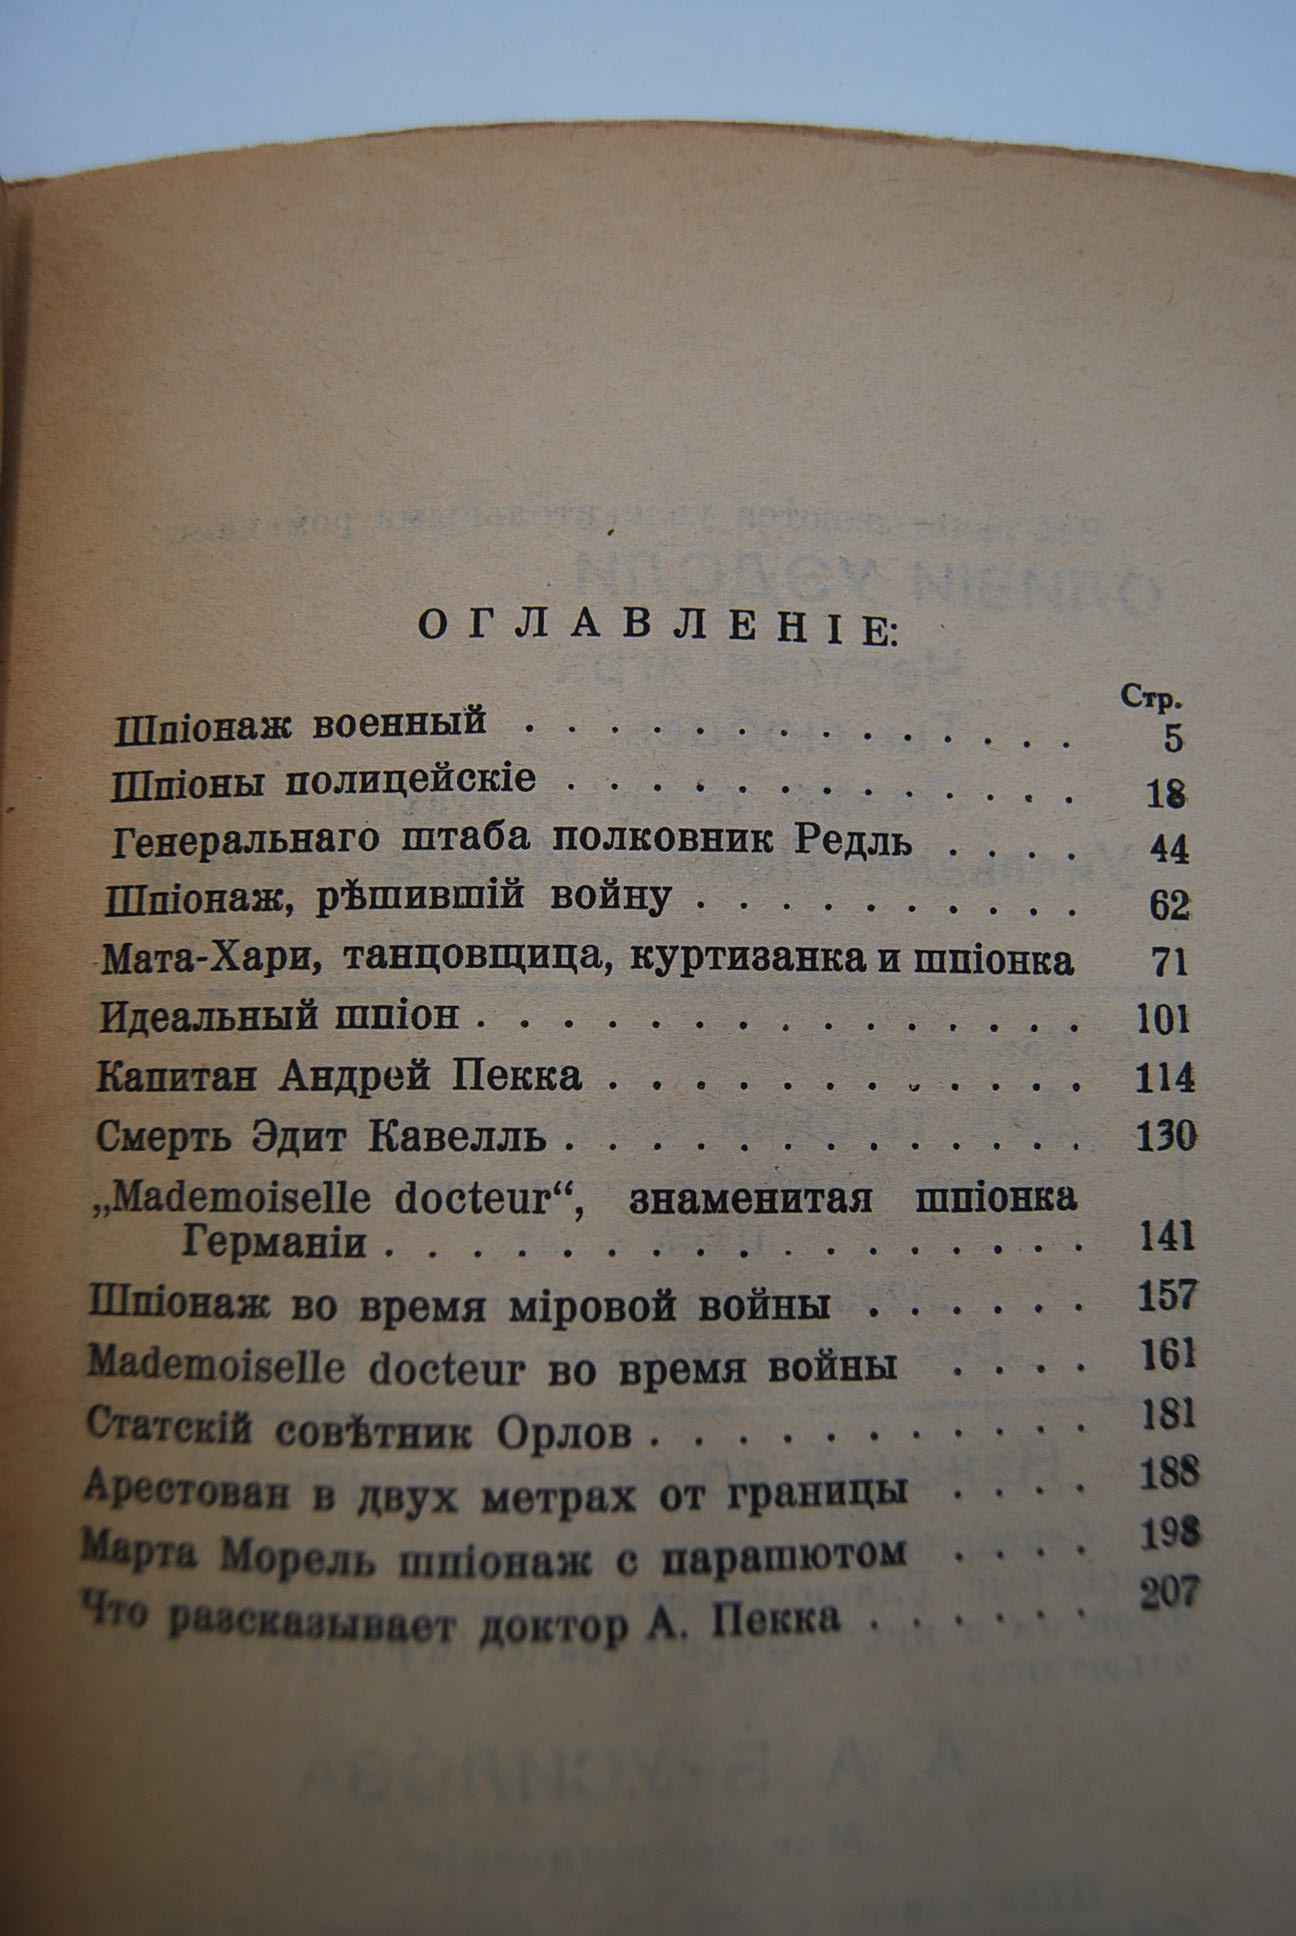 ОГЛАВЛЕНІЕ:
Стр.
Шпіонаж военный . . . . . . . . . . . . . . 5
Шпіоны полицейскіе . . . . . . . . . . . . 18
Генеральнаго штаба полковник Редль . . . . 44
Шпіонаж, рѣшившій войну . . . . . . . . . 62
Мата-Хари, танцовщица, куртизанка и шпіонка 71
Идеальный шпіон . . . . . . . . . . . . . . . 101
Капитан Андрей Пекка . . . . . . . . . . . . 114
Смерть Эдит Кавелль . . . . . . . . . . . . . 130
„Mademoiselle docteur“, знаменитая шпіонка
Германіи . . . . . . . . . . . . . . . . 141
Шпіонаж во время міровой войны . . . . . . 157
Mademoiselle docteur во время войны . . . . 161
Статскій совѣтник Орлов . . . . . . . . . . . 181
Арестован в двух метрах от границы . . . . 188
Марта Морель шпіонаж с парашютом . . . . 198
Что разсказывает доктор А. Пекка . . . . . . 207